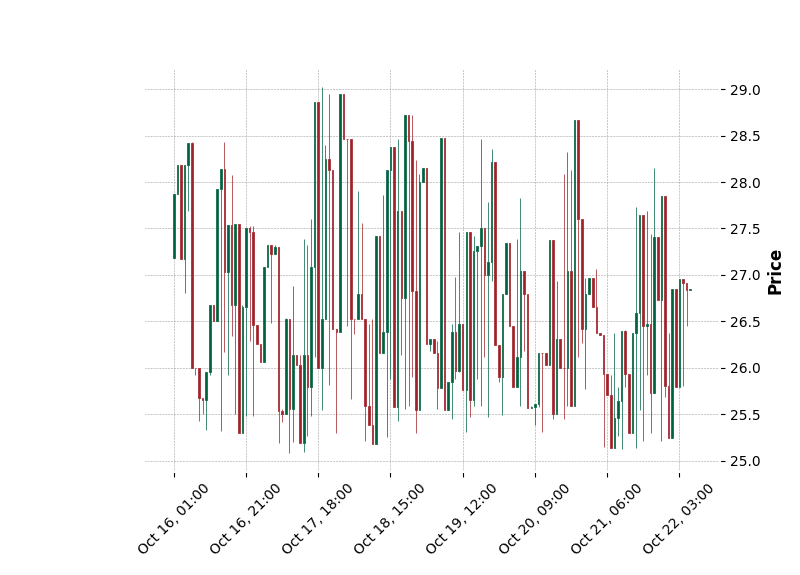 29.0
28.5
28.0
27.5
27.0
26.5
26.0
25.5
25.0
Price
Oct 16, 01:00
Oct 16, 21:00
Oct 17, 18:00
Oct 18, 15:00
Oct 19, 12:00
Oct 20, 09:00
Oct 21, 06:00
Oct 22, 03:00